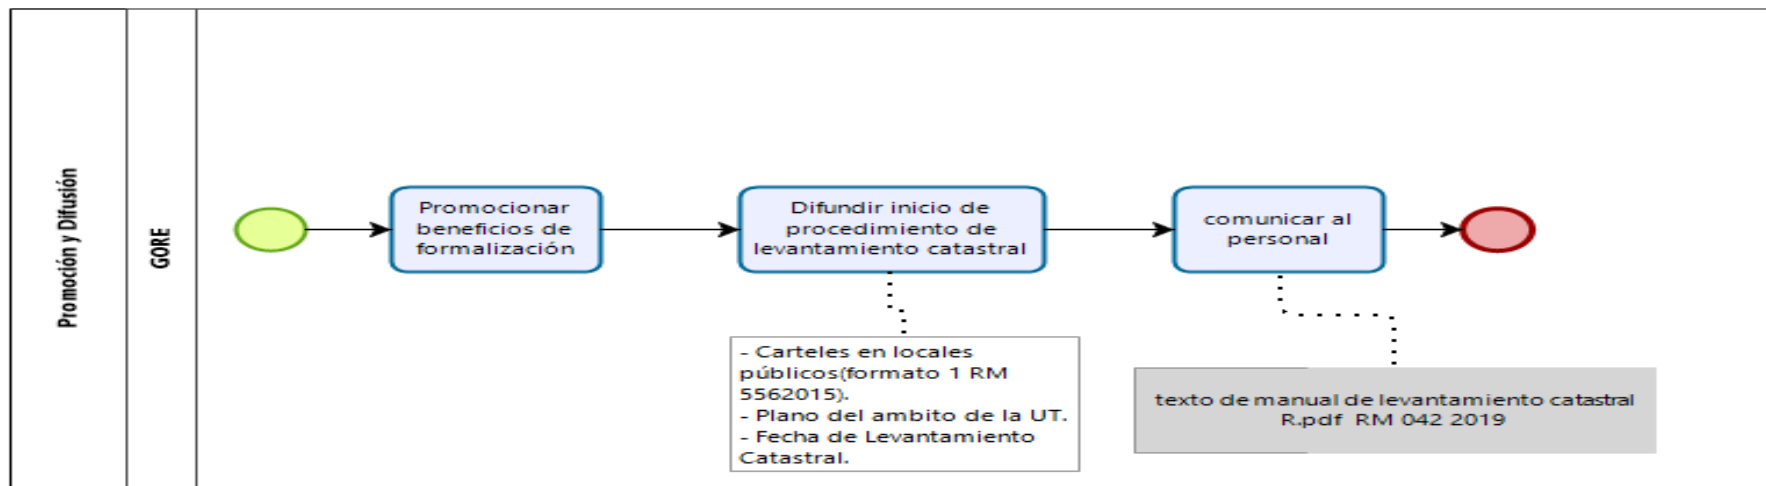 Promoción y Difusión
GORE
Promocionar
beneficios de
formalización
Difundir inicio de
procedimiento de
levantamiento catastral
comunicar al
personal
- Carteles en locales
públicos(formato 1 RM
5562015).
- Plano del ambito de la UT.
- Fecha de Levantamiento
Catastral.
texto de manual de levantamiento catastral
R.pdf RM 042 2019